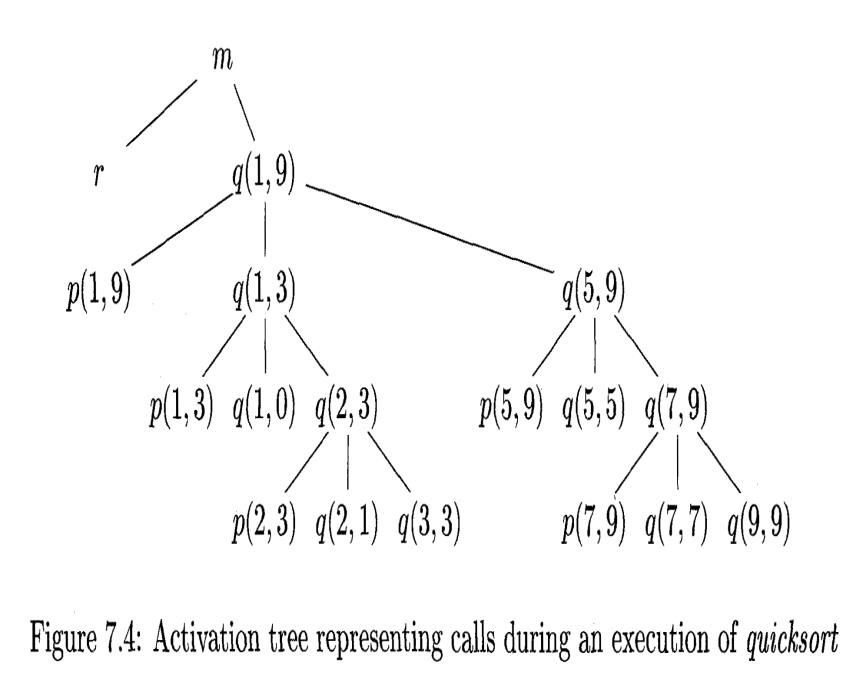 m
r q(1,9)
p(1,9) q(1,3) q(5,9)
p(1,3) q(1,0) q(2,3) p(5,9) q(5,5) q(7,9)
p(2,3) q(2,1) q(3,3) p(7,9) q(7,7) q(9,9)
Figure 7.4: Activation tree representing calls during an execution of quicksort